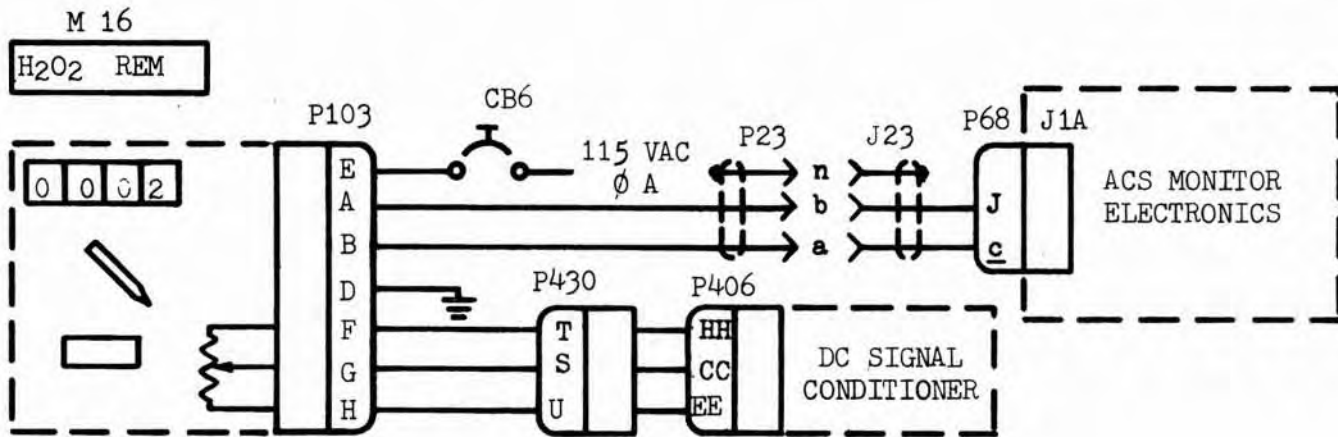 M 16
H2O2 REM
P103
CB6
P23
J23
P68
J1A
0 0 0 2
E
A
B
D
F
G
H
115 VAC
Ø A
n
b
a
J
c
ACS MONITOR
ELECTRONICS
P430
P406
T
S
U
HH
CC
EE
DC SIGNAL
CONDITIONER